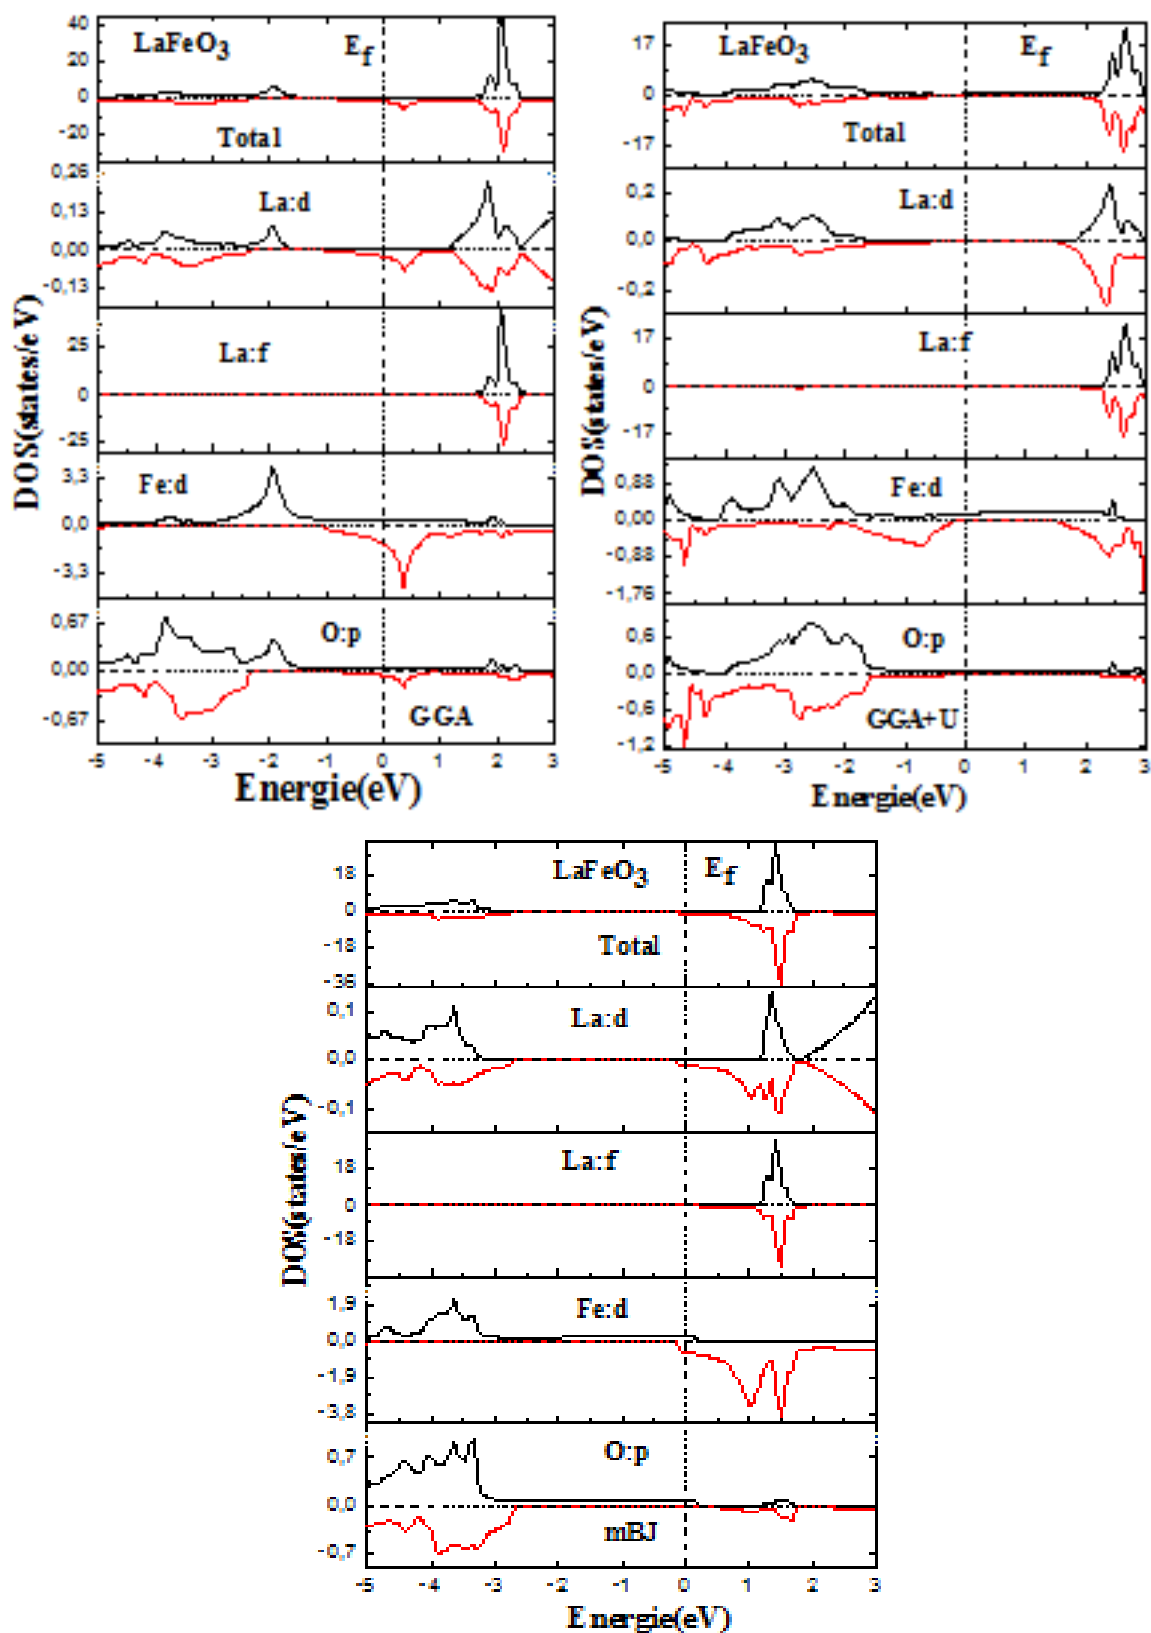 LaFeO3 Ef
40
20
0
-20
Total
0,26
0,13
0,00
-0,13
La:d
25
0
-25
La:f
3,3
0,0
-3,3
Fe:d
0,67
0,00
-0,67
O:p
GGA
-5 -4 -3 -2 -1 0 1 2 3
Energie(eV)
DOS(states/eV)
LaFeO3 Ef
17
0
-17
Total
0,2
0,0
-0,2
La:d
17
0
-17
La:f
0,88
0,00
-0,88
-1,76
Fe:d
0,6
0,0
-0,6
-1,2
O:p
GGA+U
-5 -4 -3 -2 -1 0 1 2 3
Energie(eV)
DOS(states/eV)
LaFeO3 Ef
18
0
-18
-36
Total
0,1
0,0
-0,1
La:d
18
0
-18
La:f
1,9
0,0
-1,9
-3,8
Fe:d
0,7
0,0
-0,7
O:p
mBJ
-5 -4 -3 -2 -1 0 1 2 3
Energie(eV)
DOS(states/eV)